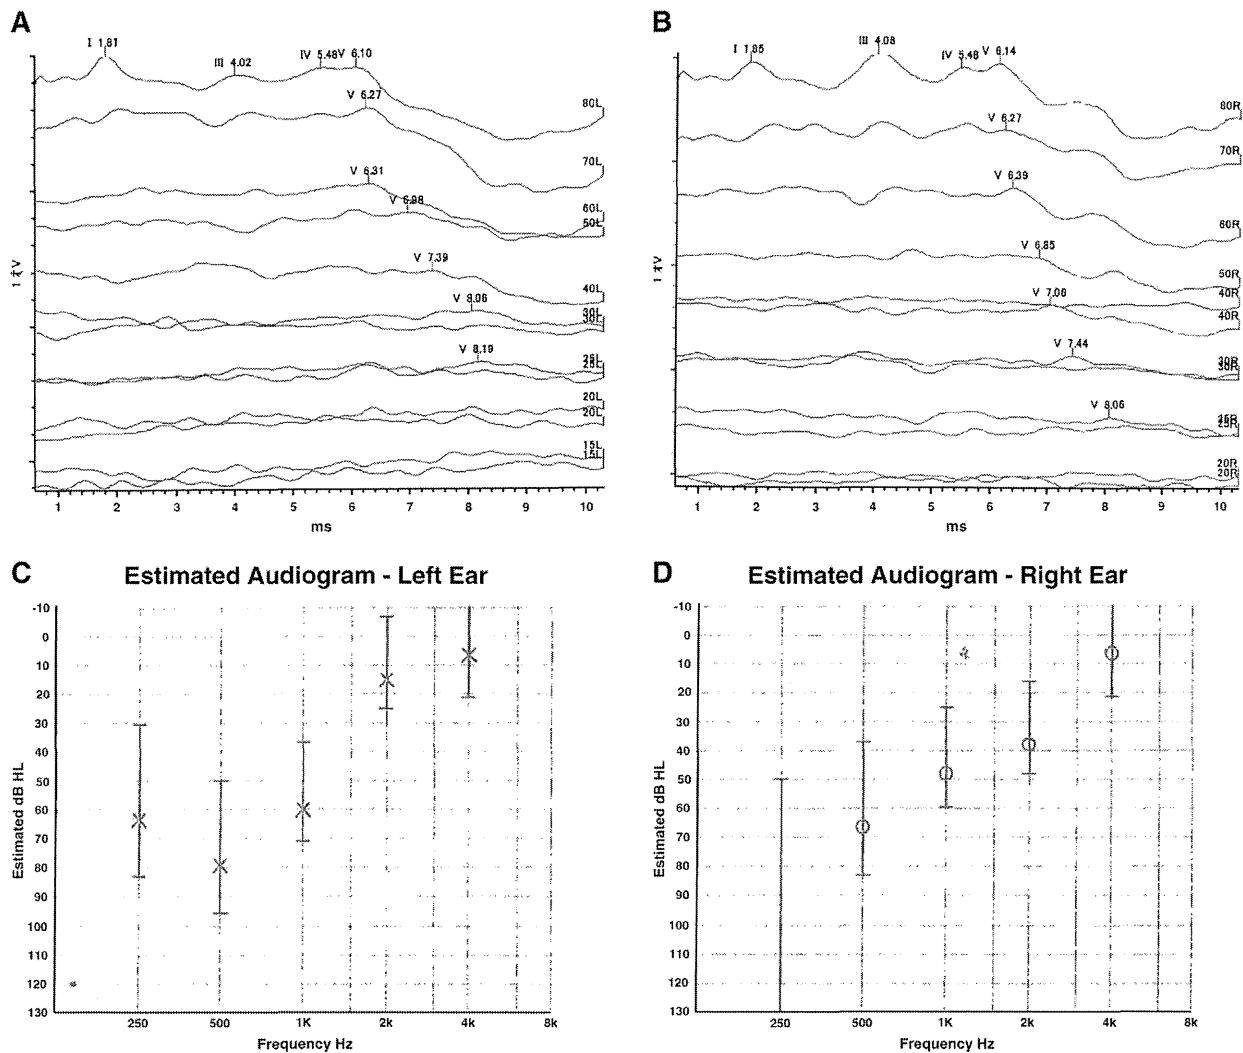 A
I 1.81
III 4.02
IV 5.48V 6.10
80L
V 6.27
70L
V 6.31
60L
V 6.98
50L
V 7.39
40L
V 8.06
30L
30L
V 8.19
25L
25L
20L
20L
15L
15L
1 2 3 4 5 6 7 8 9 10
ms
B
I 1.85
III 4.08
IV 5.48
V 6.14
80R
V 6.27
70R
V 6.39
60R
V 6.85
50R
V 7.06
40R
40R
V 7.44
30R
30R
V 8.06
25R
25R
20R
20R
1 2 3 4 5 6 7 8 9 10
ms
C Estimated Audiogram - Left Ear
Estimated dB HL
-10
0
10
20
30
40
50
60
70
80
90
100
110
120
130
250 500 1K 2k 4k 8k
Frequency Hz
D Estimated Audiogram - Right Ear
Estimated dB HL
-10
0
10
20
30
40
50
60
70
80
90
100
110
120
130
250 500 1K 2k 4k 8k
Frequency Hz